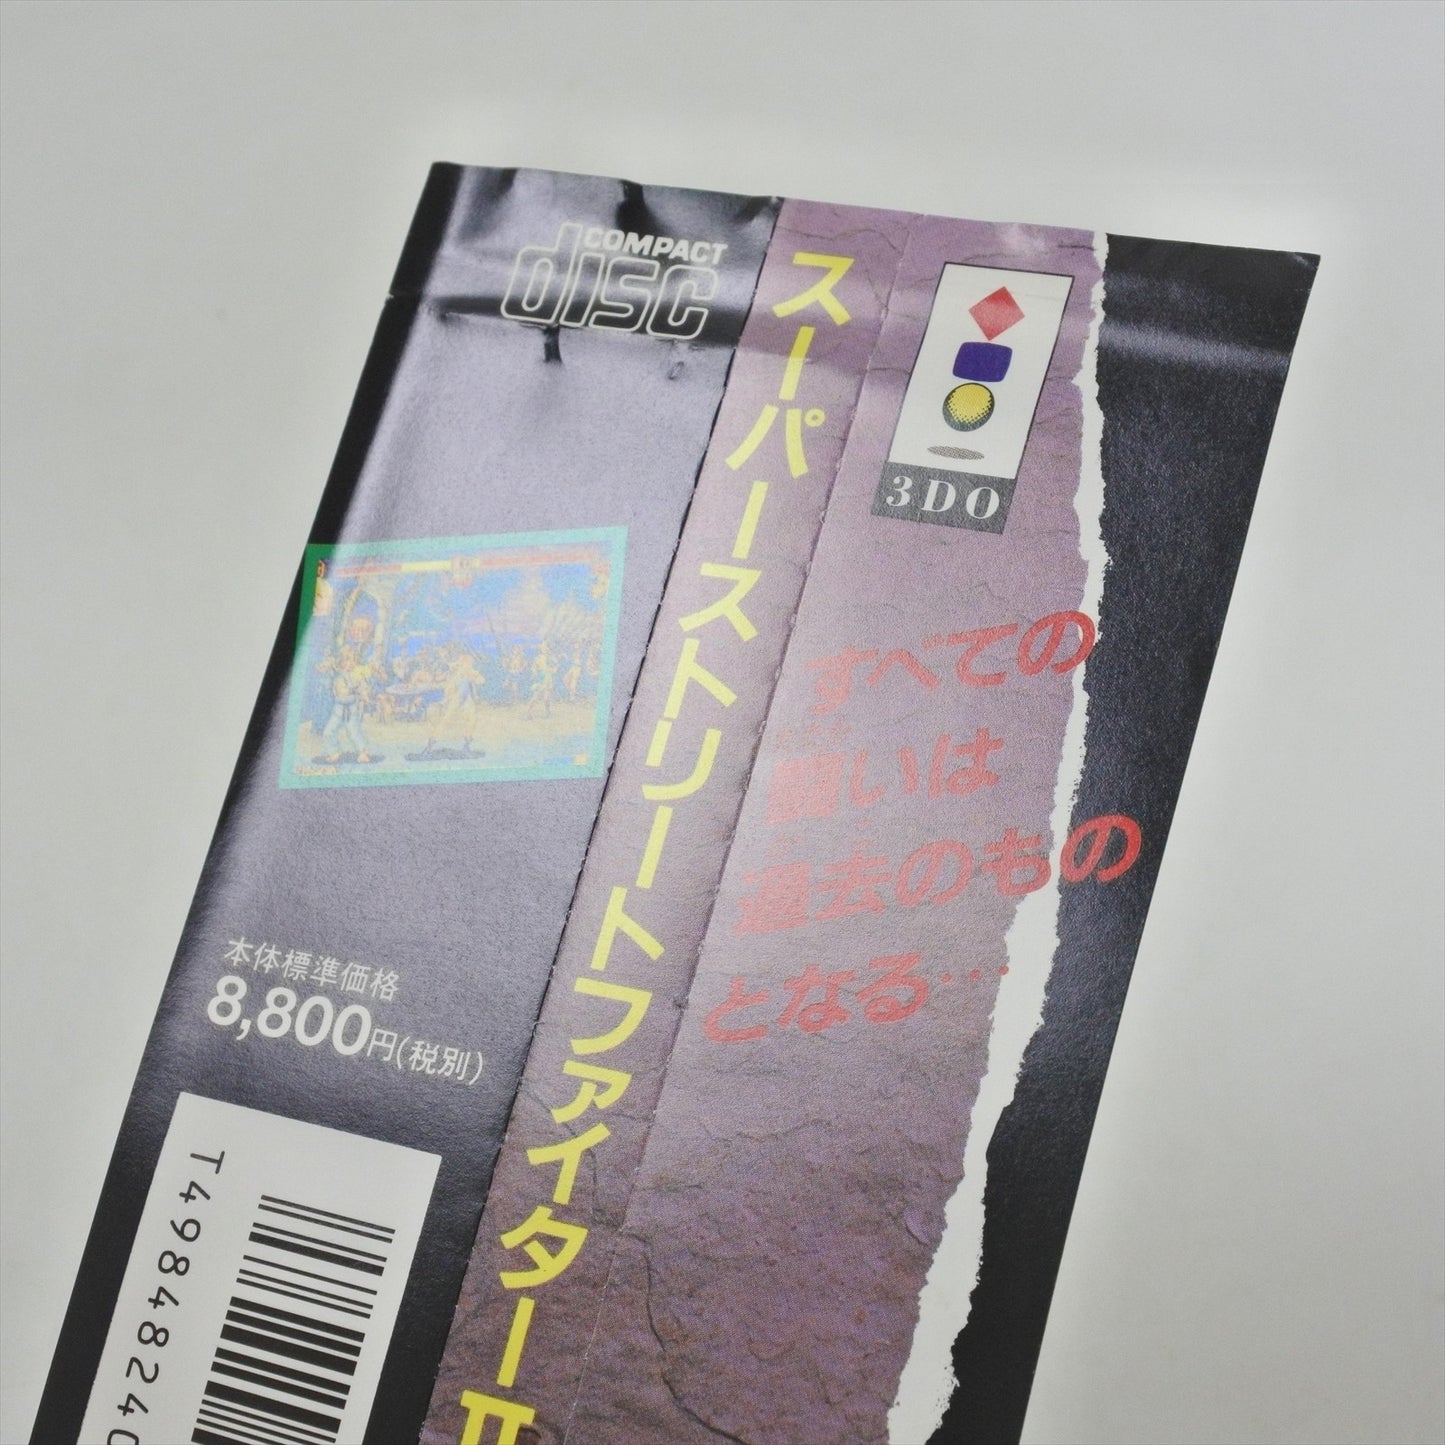 COMPACT
disc
本体標準価格
8,800円(税別)
T4984824
スーパーストリートファイターII
3DO
すべての
闘いは
過去のもの
となる…